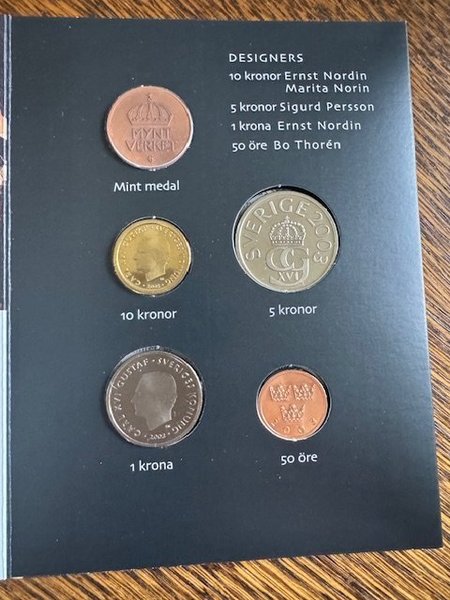 DESIGNERS
10 kronor Ernst Nordin
Marita Norin
5 kronor Sigurd Persson
1 krona Ernst Nordin
50 öre Bo Thorén
MYNT
VERKET
Mint medal
SVERIGE 2003
XVI
10 kronor
5 kronor
CARL XVI GUSTAF · SVERIGES KONUNG
1 krona
2003
50 öre